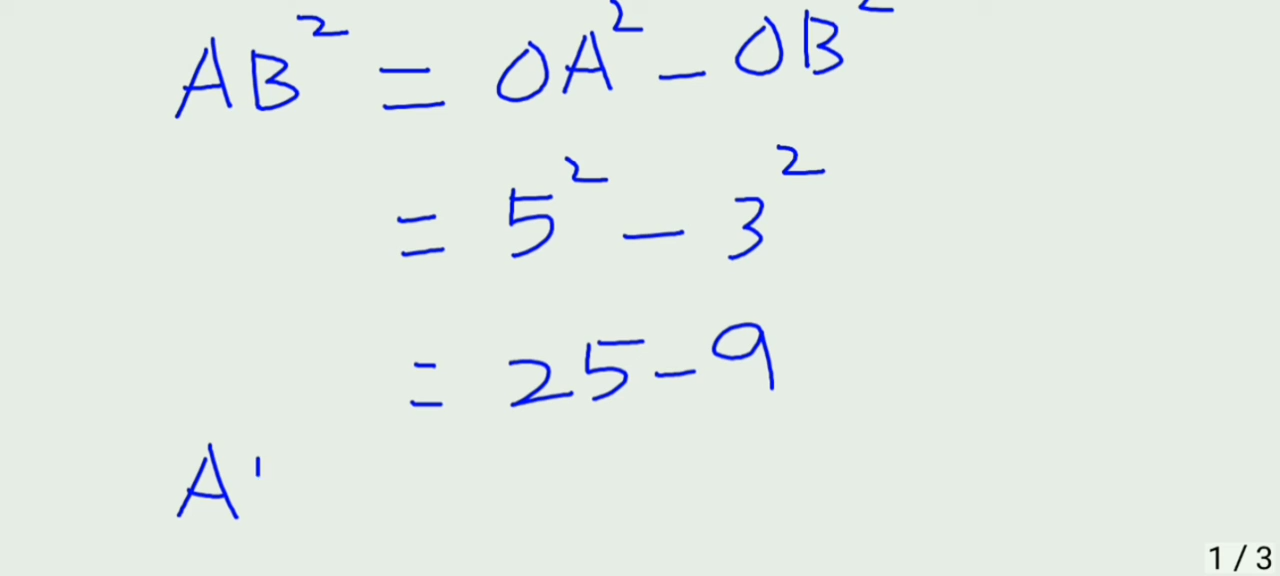 AB² = OA² - OB²
= 5² - 3²
= 25 - 9
A
1 / 3